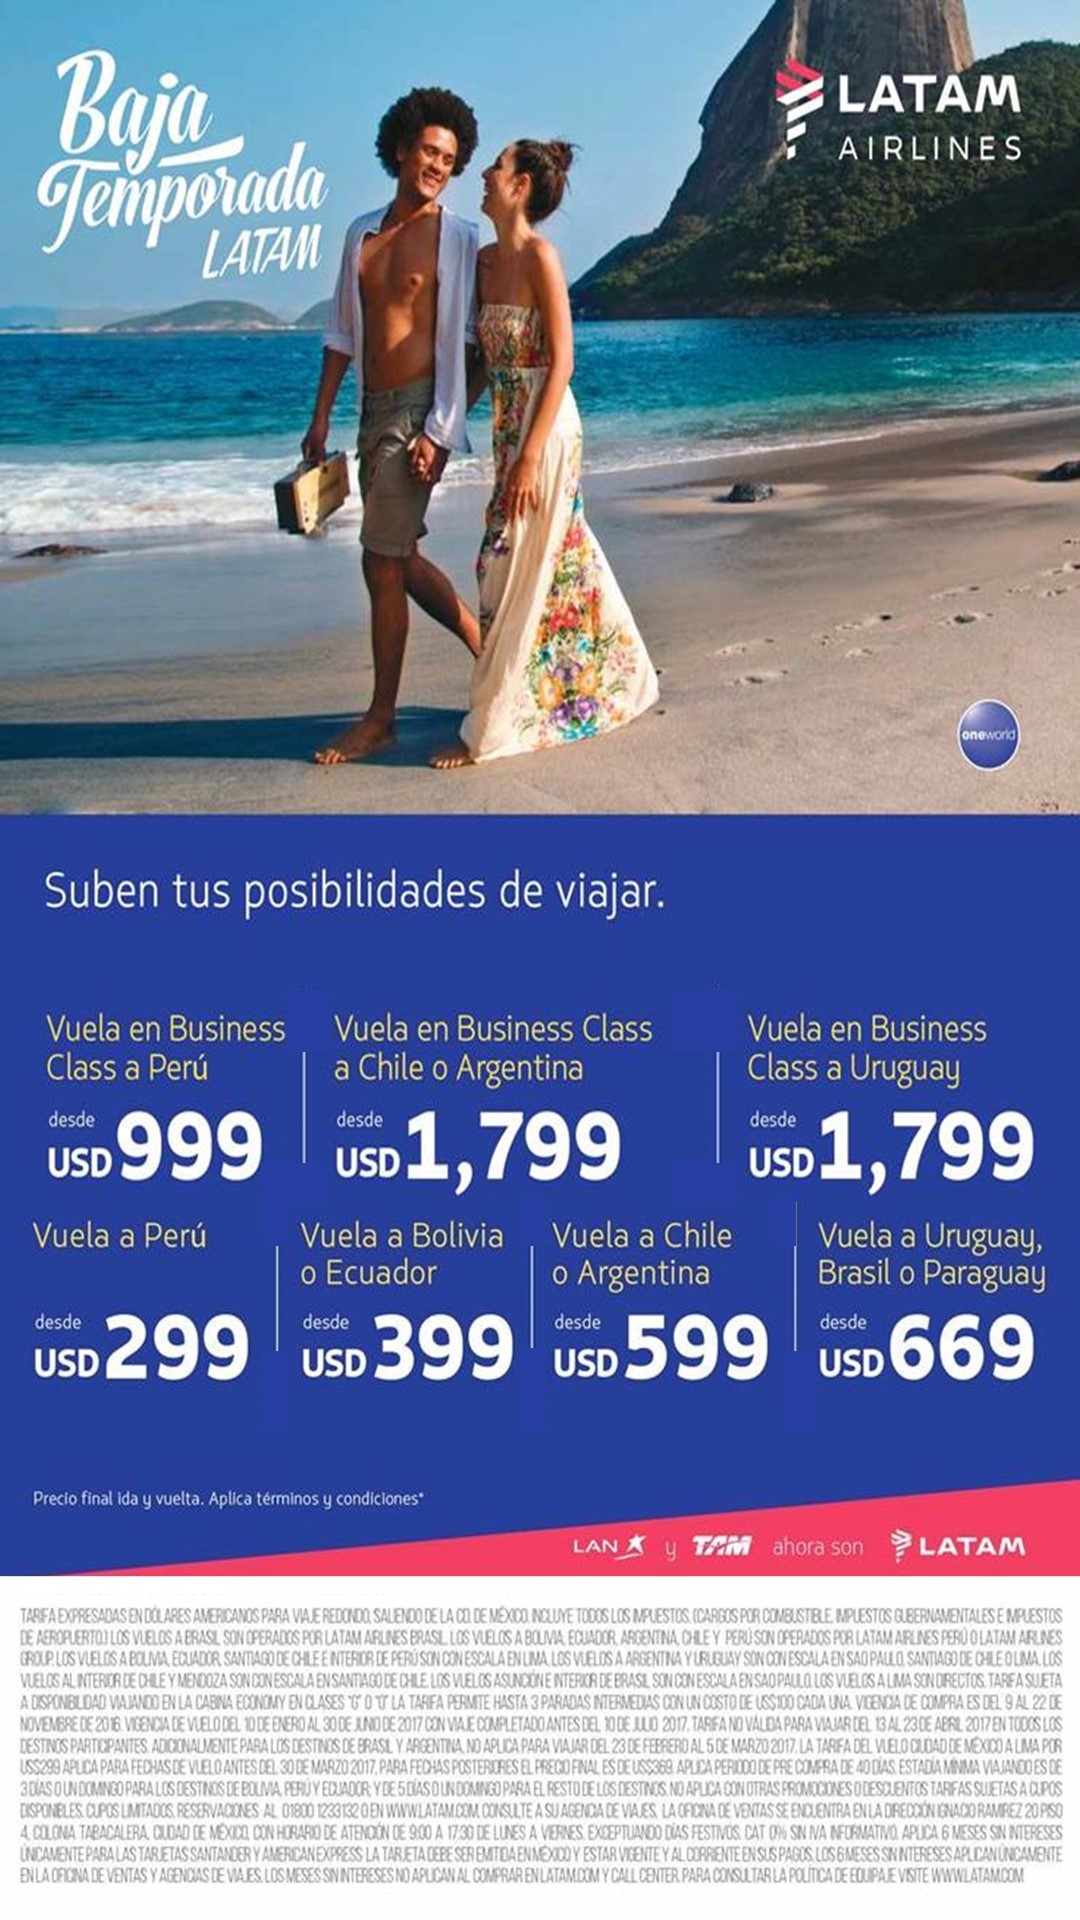 Baja
Temporada
LATAM
LATAM
AIRLINES
oneworld
Suben tus posibilidades de viajar.
Vuela en Business
Class a Perú
desde
USD 999
Vuela en Business Class
a Chile o Argentina
desde
USD 1,799
Vuela en Business
Class a Uruguay
desde
USD 1,799
Vuela a Perú
desde
USD 299
Vuela a Bolivia
o Ecuador
desde
USD 399
Vuela a Chile
o Argentina
desde
USD 599
Vuela a Uruguay,
Brasil o Paraguay
desde
USD 669
Precio final ida y vuelta. Aplica términos y condiciones*
LAN y TAM ahora son LATAM
TARIFA EXPRESADAS EN DÓLARES AMERICANOS PARA VIAJE REDONDO, SALIENDO DE LA CD. DE MÉXICO. INCLUYE TODOS LOS IMPUESTOS. (CARGOS POR COMBUSTIBLE, IMPUESTOS GUBERNAMENTALES E IMPUESTOS
DE AEROPUERTO.) LOS VUELOS A BRASIL SON OPERADOS POR LATAM AIRLINES BRASIL. LOS VUELOS A BOLIVIA, ECUADOR, ARGENTINA, CHILE Y PERÚ SON OPERADOS POR LATAM AIRLINES PERÚ O LATAM AIRLINES
GROUP. LOS VUELOS A BOLIVIA, ECUADOR, SANTIAGO DE CHILE E INTERIOR DE PERÚ SON CON ESCALA EN LIMA. LOS VUELOS A ARGENTINA Y URUGUAY SON CON ESCALA EN SAO PAULO, SANTIAGO DE CHILE O LIMA. LOS
VUELOS AL INTERIOR DE CHILE Y MENDOZA SON CON ESCALA EN SANTIAGO DE CHILE. LOS VUELOS ASUNCIÓN E INTERIOR DE BRASIL SON CON ESCALA EN SAO PAULO. LOS VUELOS A LIMA SON DIRECTOS. TARIFA SUJETA
A DISPONIBILIDAD VIAJANDO EN LA CABINA ECONOMY EN CLASES "G" O "O" LA TARIFA PERMITE HASTA 3 PARADAS INTERMEDIAS CON UN COSTO DE US$100 CADA UNA. VIGENCIA DE COMPRA ES DEL 9 AL 22 DE
NOVIEMBRE DE 2016. VIGENCIA DE VUELO DEL 10 DE ENERO AL 30 DE JUNIO DE 2017 CON VIAJE COMPLETADO ANTES DEL 10 DE JULIO 2017. TARIFA NO VÁLIDA PARA VIAJAR DEL 13 AL 23 DE ABRIL 2017 EN TODOS LOS
DESTINOS PARTICIPANTES. ADICIONALMENTE PARA LOS DESTINOS DE BRASIL Y ARGENTINA, NO APLICA PARA VIAJAR DEL 23 DE FEBRERO AL 5 DE MARZO 2017. LA TARIFA DEL VUELO CIUDAD DE MÉXICO A LIMA POR
US$299 APLICA PARA FECHAS DE VUELO ANTES DEL 30 DE MARZO 2017. PARA FECHAS POSTERIORES EL PRECIO FINAL ES DE US$369. APLICA PERIODO DE PRE COMPRA DE 40 DÍAS. ESTADÍA MÍNIMA VIAJANDO ES DE
3 DÍAS O UN DOMINGO PARA LOS DESTINOS DE BOLIVIA, PERÚ Y ECUADOR; Y DE 5 DÍAS O UN DOMINGO PARA EL RESTO DE LOS DESTINOS. NO APLICA CON OTRAS PROMOCIONES O DESCUENTOS TARIFAS SUJETAS A CUPOS
DISPONIBLES. CUPOS LIMITADOS. RESERVACIONES AL 01800 1233132 O EN WWW.LATAM.COM. CONSULTE A SU AGENCIA DE VIAJES. LA OFICINA DE VENTAS SE ENCUENTRA EN LA DIRECCIÓN IGNACIO RAMIREZ 20 PISO
4, COLONIA TABACALERA, CIUDAD DE MÉXICO, CON HORARIO DE ATENCIÓN DE 9:00 A 17:30 DE LUNES A VIERNES. EXCEPTUANDO DÍAS FESTIVOS. CAT 0% SIN IVA INFORMATIVO. APLICA 6 MESES SIN INTERESES
ÚNICAMENTE PARA LAS TARJETAS SANTANDER Y AMERICAN EXPRESS. LA TARJETA DEBE SER EMITIDA EN MÉXICO Y ESTAR VIGENTE Y AL CORRIENTE EN SUS PAGOS. LOS 6 MESES SIN INTERESES APLICAN ÚNICAMENTE
EN LA OFICINA DE VENTAS Y AGENCIAS DE VIAJES. LOS MESES SIN INTERESES NO APLICAN AL COMPRAR EN LATAM.COM Y CALL CENTER. PARA CONSULTAR LA POLÍTICA DE EQUIPAJE VISITE WWW.LATAM.COM